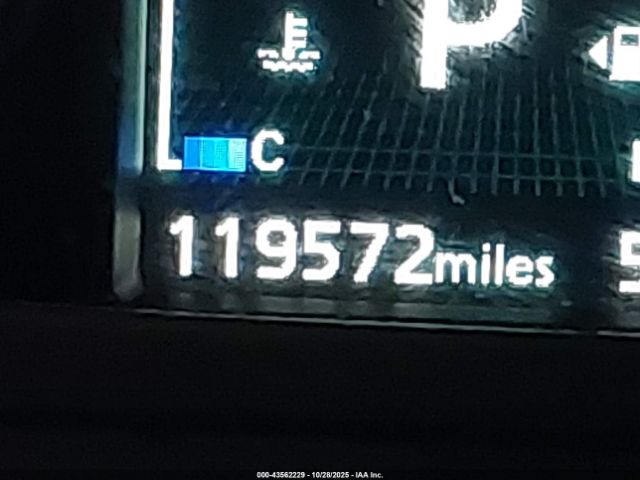 P
C
119572miles
000-43562229 - 10/28/2025 - IAA Inc.